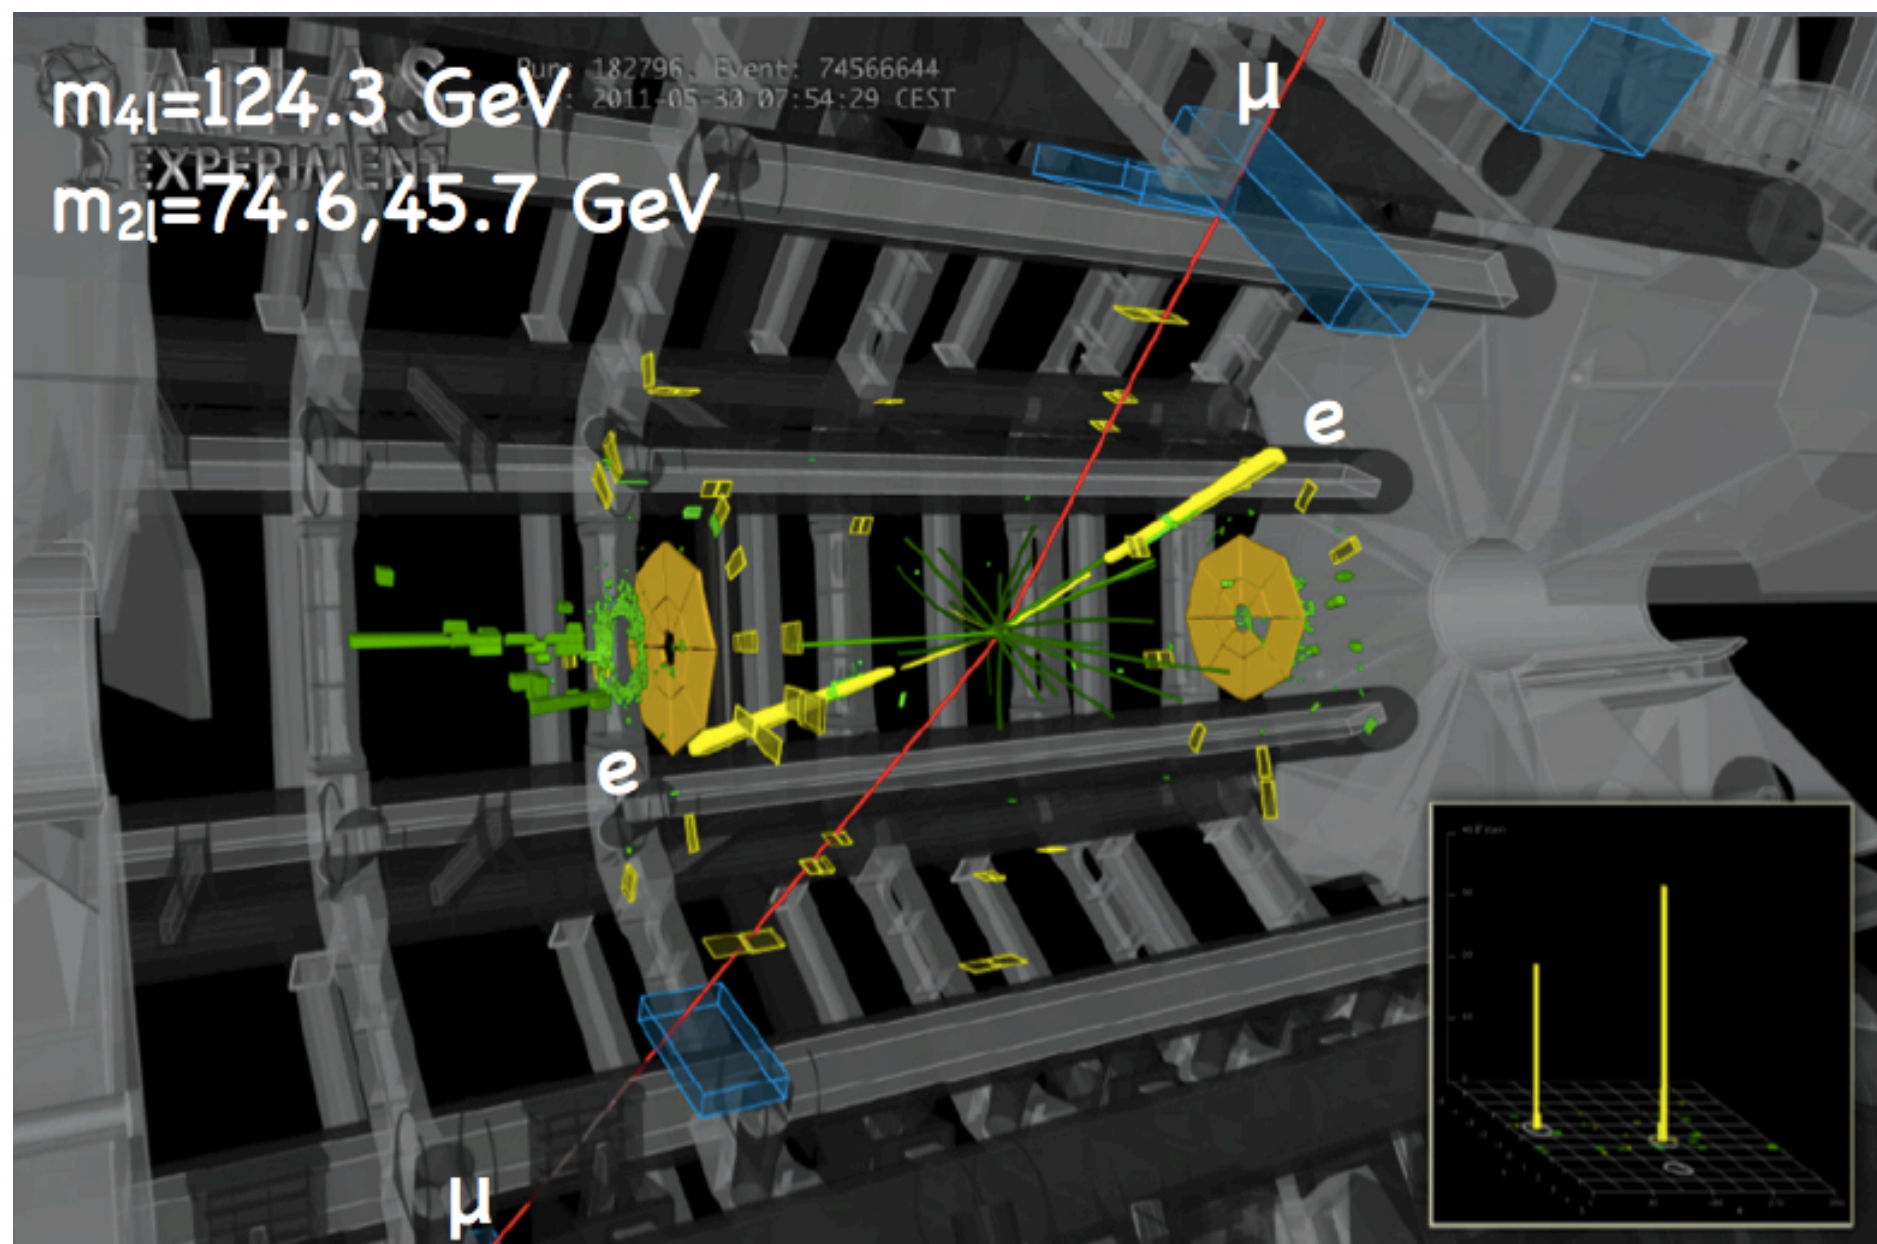 m4l=124.3 GeV
m2l=74.6,45.7 GeV
ATLAS
EXPERIMENT
Run: 182796, Event: 74566644
2011-05-30 07:54:29 CEST
μ
e
e
μ